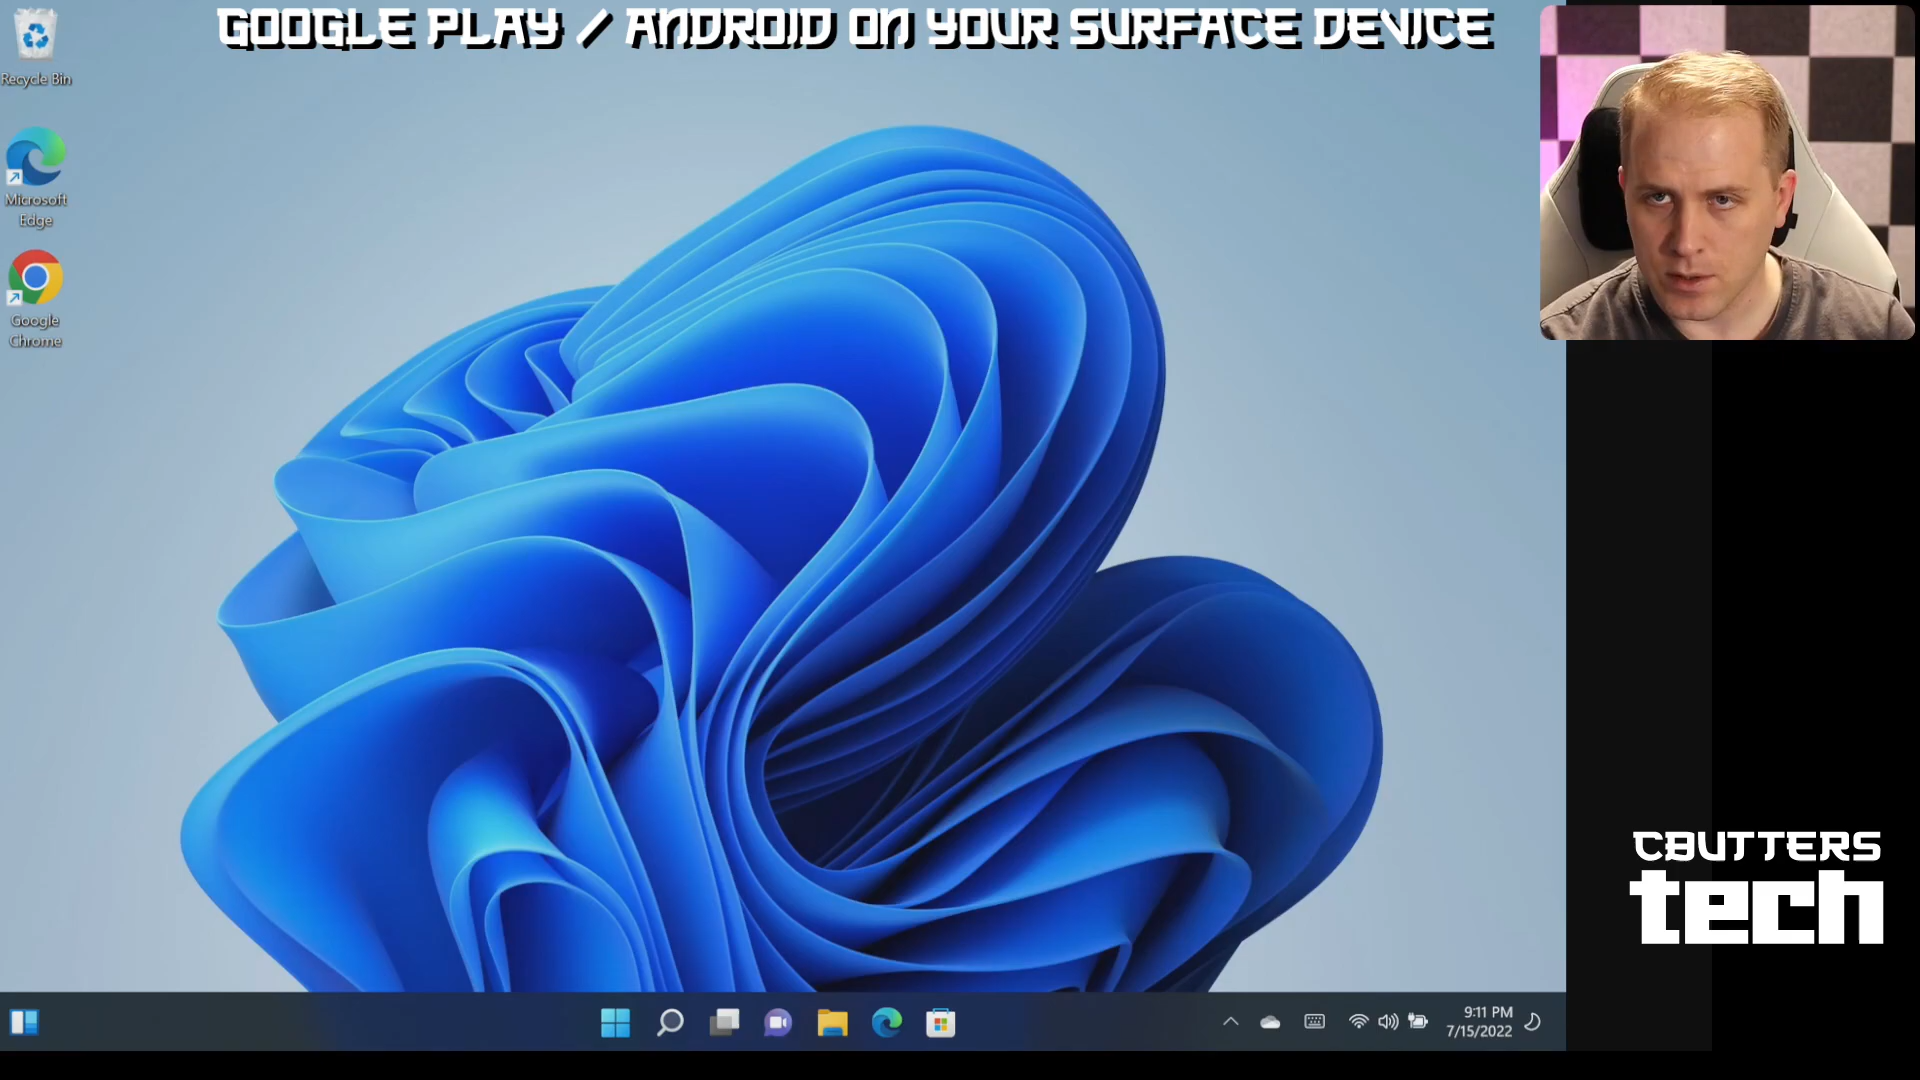 GOOGLE PLAY / ANDROID ON YOUR SURFACE DEVICE
Recycle Bin
Microsoft
Edge
Google
Chrome
CBUTTERS
tech
9:11 PM
7/15/2022